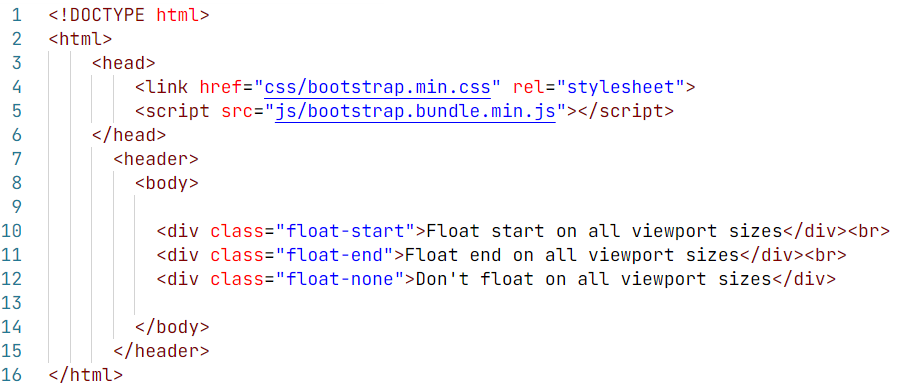 1 <!DOCTYPE html>
2 <html>
3     <head>
4         <link href="css/bootstrap.min.css" rel="stylesheet">
5         <script src="js/bootstrap.bundle.min.js"></script>
6     </head>
7       <header>
8         <body>
9
10          <div class="float-start">Float start on all viewport sizes</div><br>
11          <div class="float-end">Float end on all viewport sizes</div><br>
12          <div class="float-none">Don't float on all viewport sizes</div>
13
14        </body>
15      </header>
16 </html>